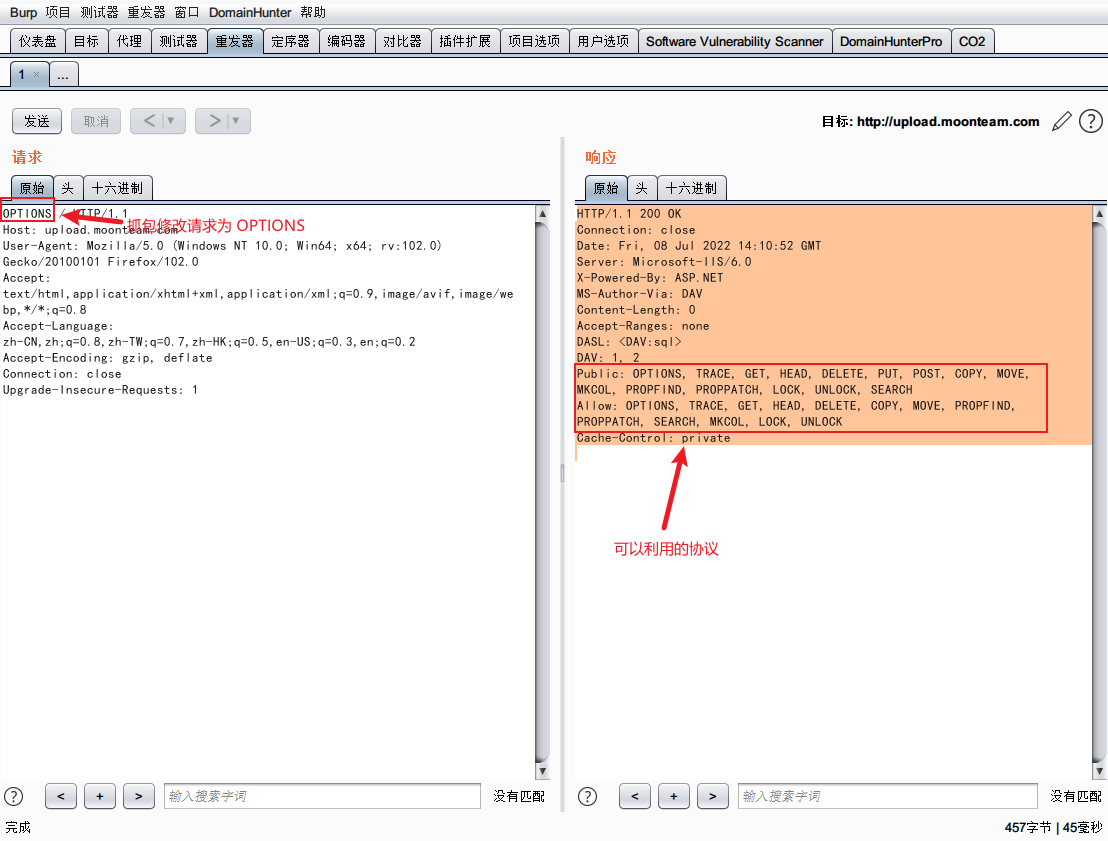 Burp 项目 测试器 重发器 窗口 DomainHunter 帮助
仪表盘 目标 代理 测试器 重发器 定序器 编码器 对比器 插件扩展 项目选项 用户选项 Software Vulnerability Scanner DomainHunterPro CO2
1 × ...
发送 取消 < ▼ > ▼ 目标: http://upload.moonteam.com ?
请求
原始 头 十六进制
OPTIONS / HTTP/1.1
抓包修改请求为 OPTIONS
Host: upload.moonteam.com
User-Agent: Mozilla/5.0 (Windows NT 10.0; Win64; x64; rv:102.0)
Gecko/20100101 Firefox/102.0
Accept:
text/html,application/xhtml+xml,application/xml;q=0.9,image/avif,image/we
bp,*/*;q=0.8
Accept-Language:
zh-CN,zh;q=0.8,zh-TW;q=0.7,zh-HK;q=0.5,en-US;q=0.3,en;q=0.2
Accept-Encoding: gzip, deflate
Connection: close
Upgrade-Insecure-Requests: 1
? < + > 输入搜索字词 没有匹配
响应
原始 头 十六进制
HTTP/1.1 200 OK
Connection: close
Date: Fri, 08 Jul 2022 14:10:52 GMT
Server: Microsoft-IIS/6.0
X-Powered-By: ASP.NET
MS-Author-Via: DAV
Content-Length: 0
Accept-Ranges: none
DASL: <DAV:sql>
DAV: 1, 2
Public: OPTIONS, TRACE, GET, HEAD, DELETE, PUT, POST, COPY, MOVE,
MKCOL, PROPFIND, PROPPATCH, LOCK, UNLOCK, SEARCH
Allow: OPTIONS, TRACE, GET, HEAD, DELETE, COPY, MOVE, PROPFIND,
PROPPATCH, SEARCH, MKCOL, LOCK, UNLOCK
Cache-Control: private
可以利用的协议
? < + > 输入搜索字词 没有匹配
完成
457字节 | 45毫秒